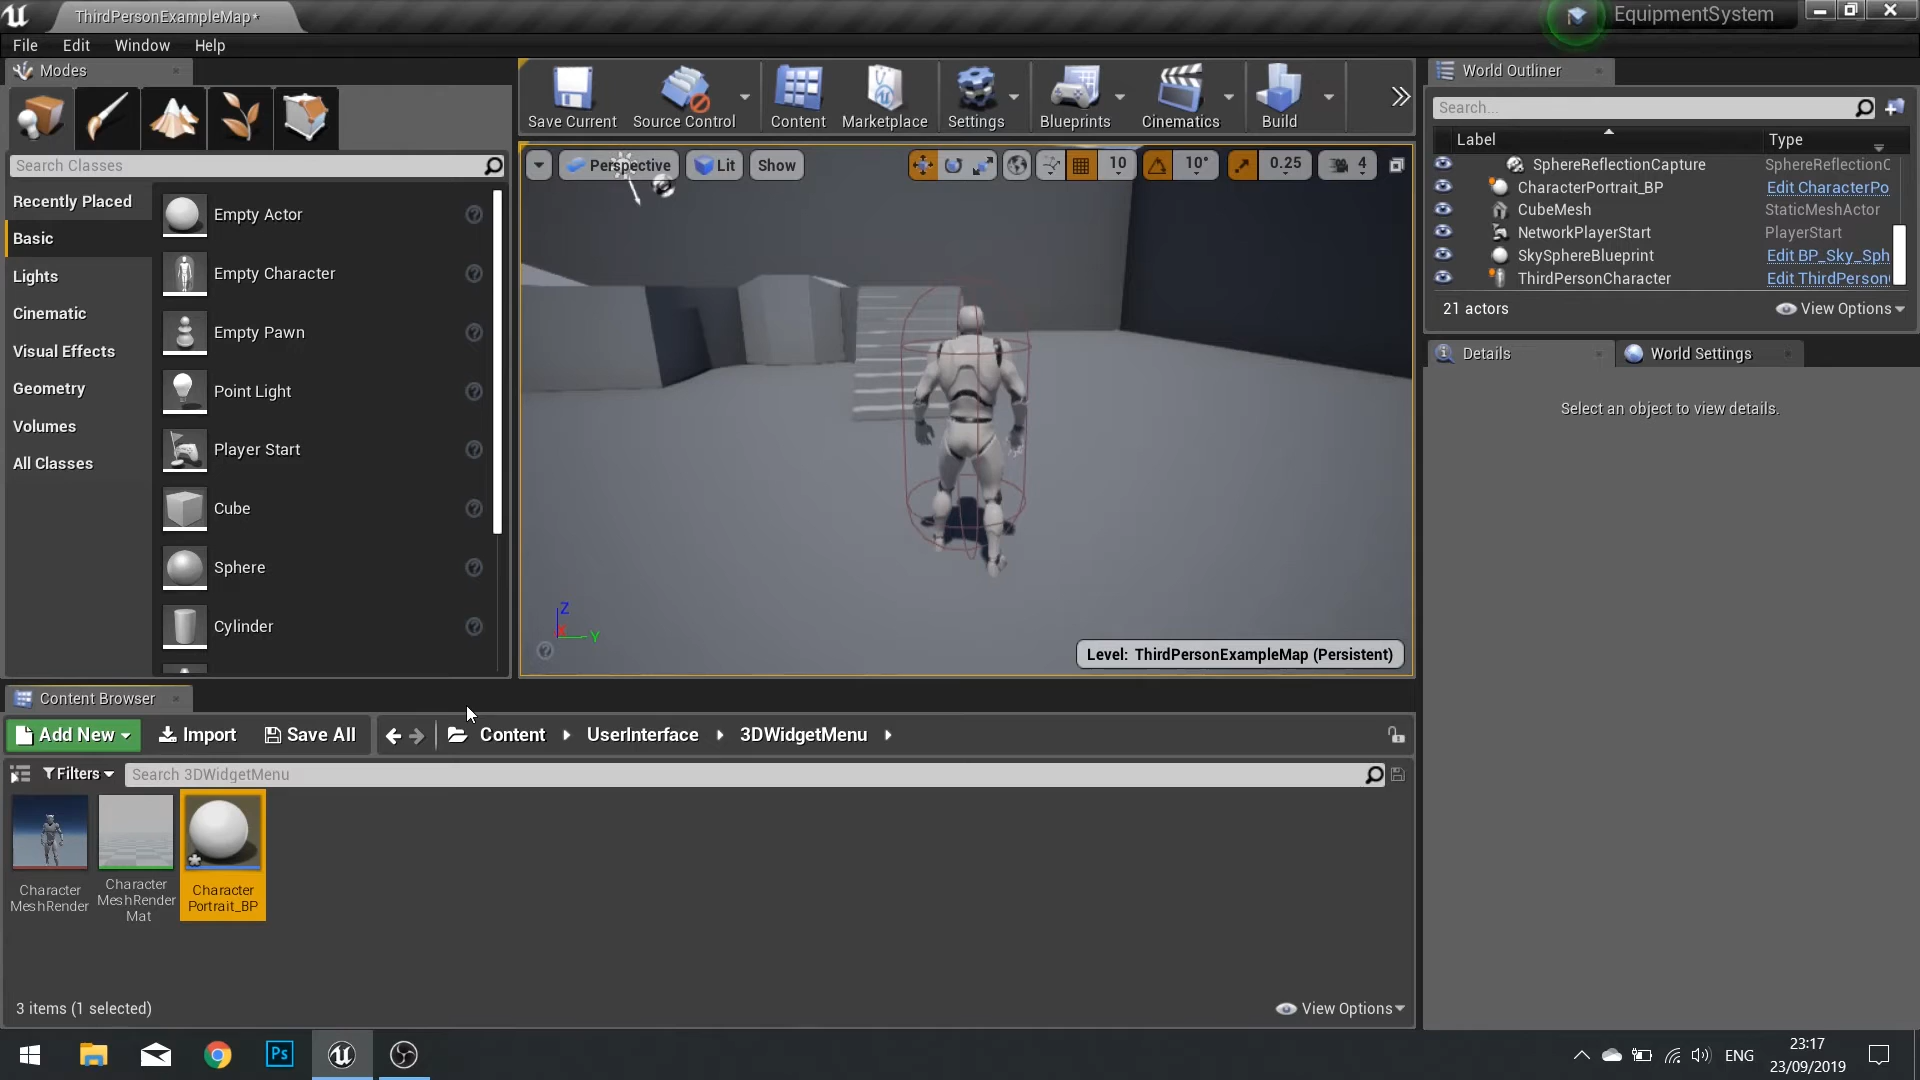 ThirdPersonExampleMap*
EquipmentSystem
File Edit Window Help
Modes
Search Classes
Recently Placed
Basic
Lights
Cinematic
Visual Effects
Geometry
Volumes
All Classes
Empty Actor
Empty Character
Empty Pawn
Point Light
Player Start
Cube
Sphere
Cylinder
Save Current Source Control Content Marketplace Settings Blueprints Cinematics Build
Perspective Lit Show 10 10° 0.25 4
Z
X
Y
Level: ThirdPersonExampleMap (Persistent)
World Outliner
Search...
Label Type
SphereReflectionCapture SphereReflectionC
CharacterPortrait_BP Edit CharacterPo
CubeMesh StaticMeshActor
NetworkPlayerStart PlayerStart
SkySphereBlueprint Edit BP_Sky_Sph
ThirdPersonCharacter Edit ThirdPerson
21 actors View Options
Details World Settings
Select an object to view details.
Content Browser
Add New Import Save All Content UserInterface 3DWidgetMenu
Filters Search 3DWidgetMenu
Character
MeshRender
Character
MeshRender
Mat
Character
Portrait_BP
3 items (1 selected) View Options
Ps
ENG
23:17
23/09/2019